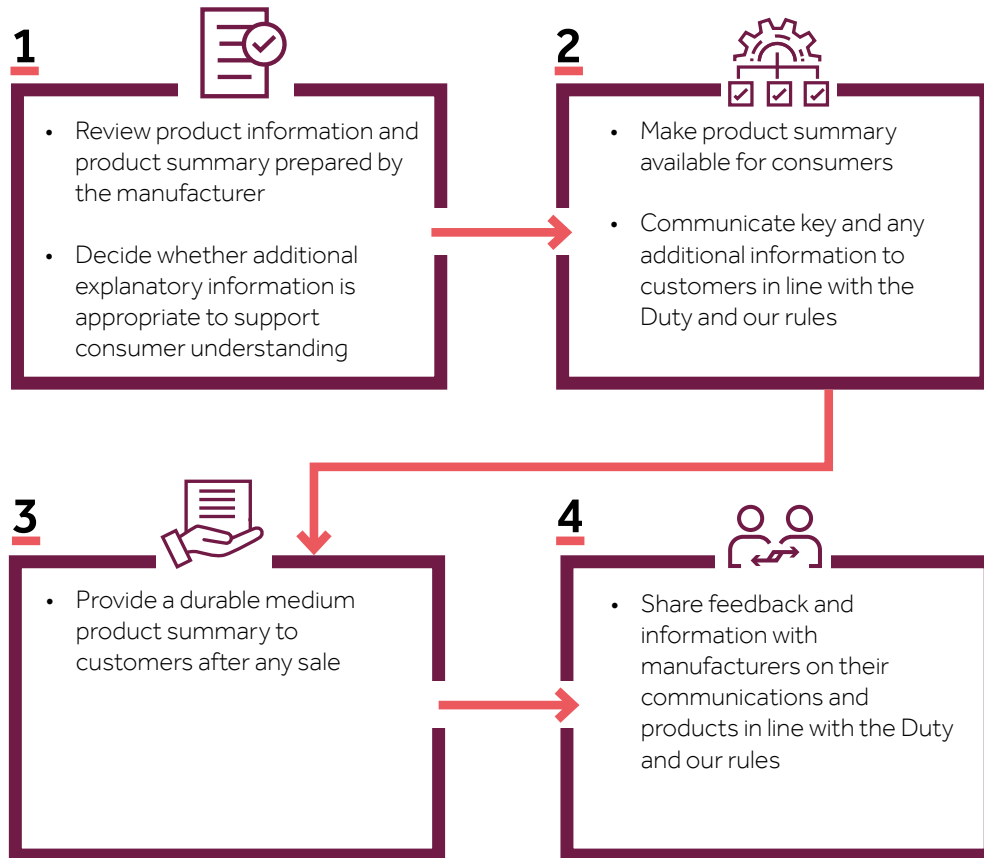 1
• Review product information and
product summary prepared by
the manufacturer
• Decide whether additional
explanatory information is
appropriate to support
consumer understanding
2
• Make product summary
available for consumers
• Communicate key and any
additional information to
customers in line with the
Duty and our rules
3
• Provide a durable medium
product summary to
customers after any sale
4
• Share feedback and
information with
manufacturers on their
communications and
products in line with the Duty
and our rules